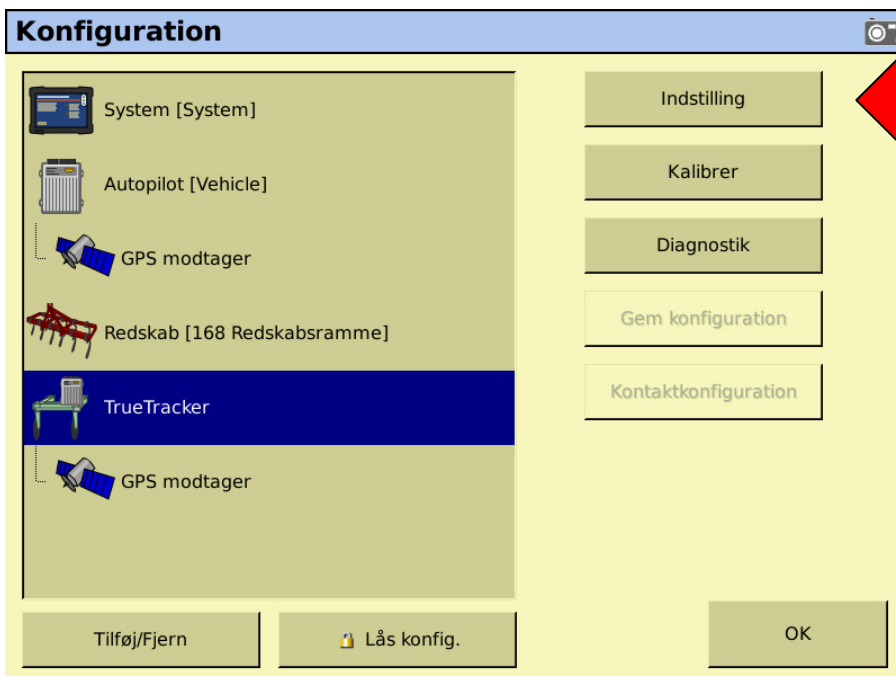 Konfiguration
System [System]
Autopilot [Vehicle]
GPS modtager
Redskab [168 Redskabsramme]
TrueTracker
GPS modtager
Indstilling
Kalibrer
Diagnostik
Gem konfiguration
Kontaktkonfiguration
Tilføj/Fjern
Lås konfig.
OK